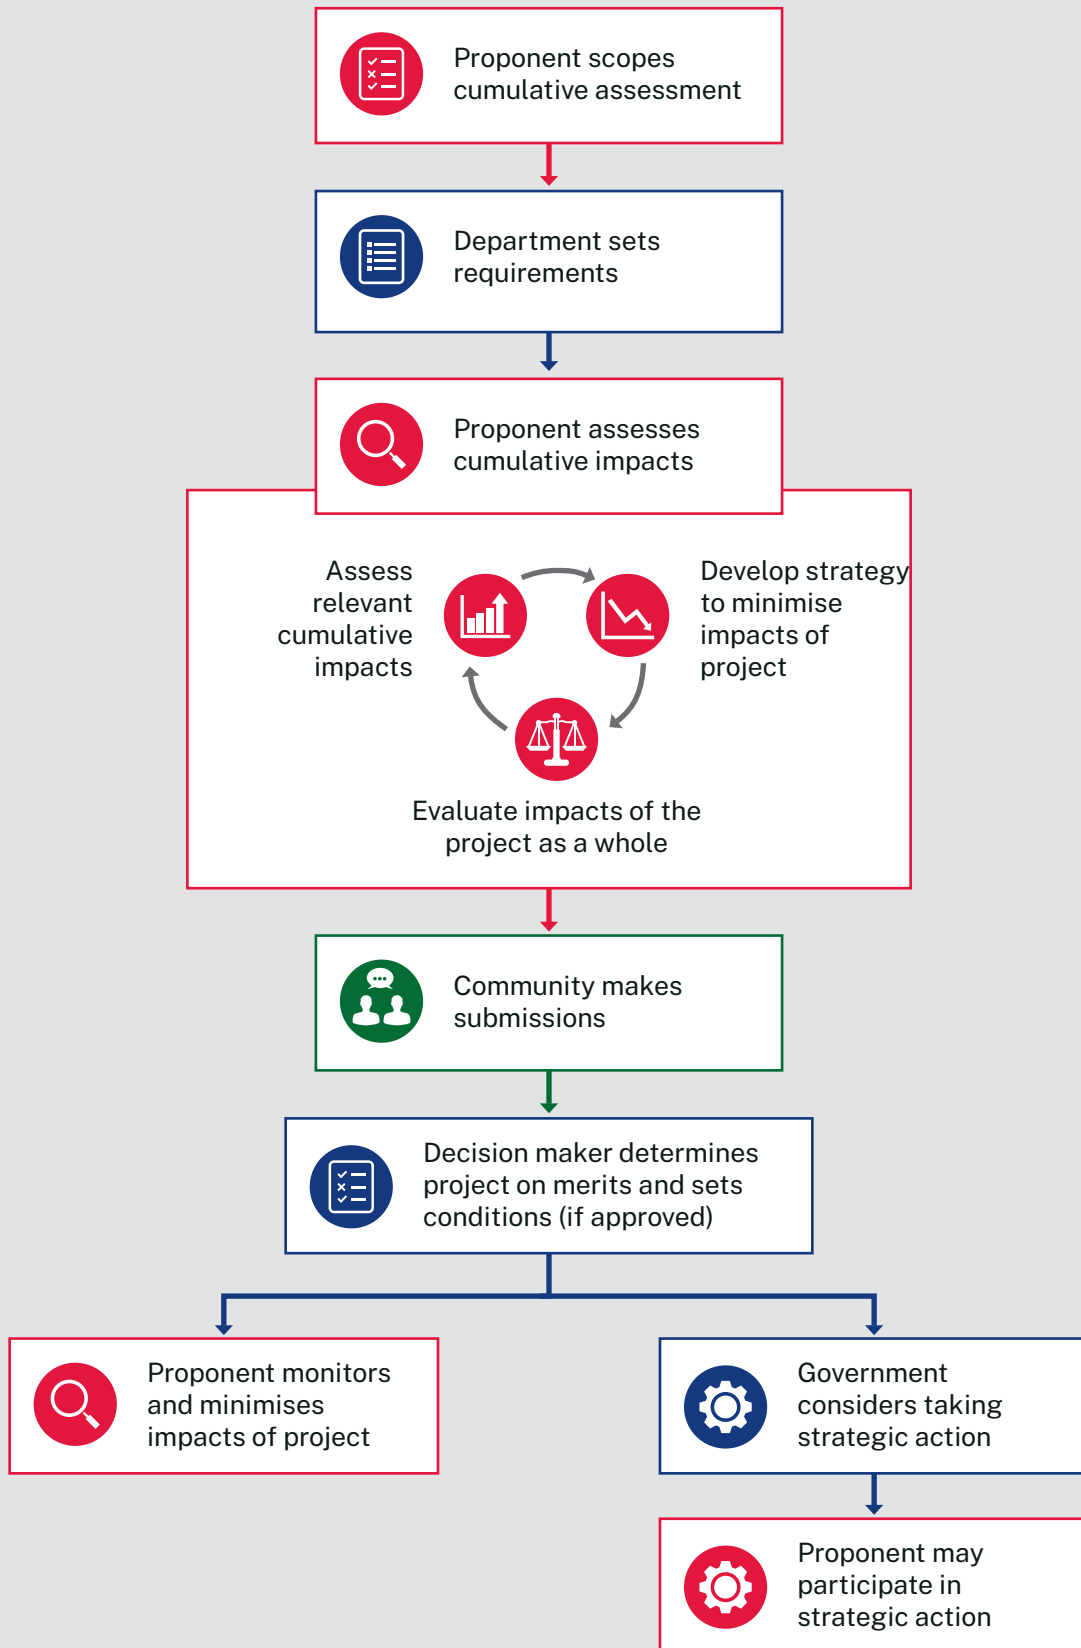 Proponent scopes
cumulative assessment
Department sets
requirements
Proponent assesses
cumulative impacts
Assess
relevant
cumulative
impacts
Develop strategy
to minimise
impacts of
project
Evaluate impacts of the
project as a whole
Community makes
submissions
Decision maker determines
project on merits and sets
conditions (if approved)
Proponent monitors
and minimises
impacts of project
Government
considers taking
strategic action
Proponent may
participate in
strategic action